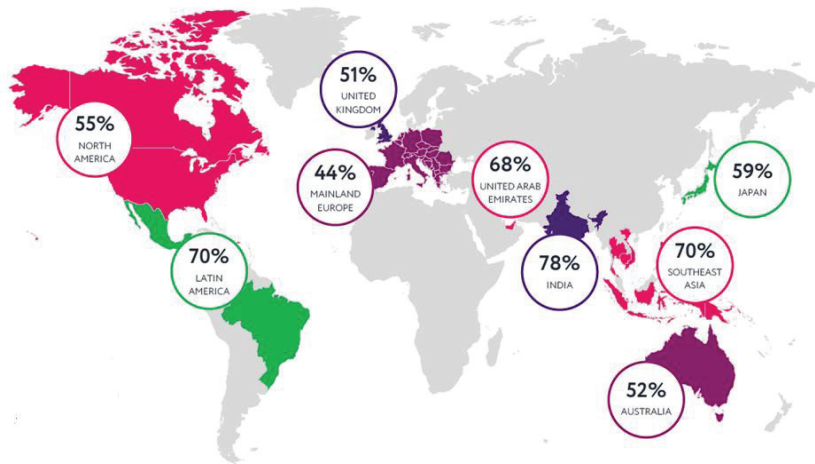 51%
UNITED
KINGDOM
55%
NORTH
AMERICA
44%
MAINLAND
EUROPE
68%
UNITED ARAB
EMIRATES
59%
JAPAN
70%
LATIN
AMERICA
78%
INDIA
70%
SOUTHEAST
ASIA
52%
AUSTRALIA